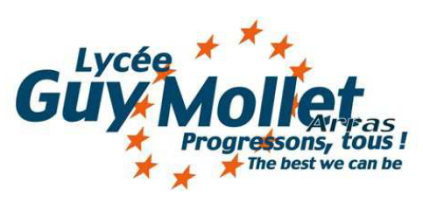 Lycée
Guy Mollet
Arras
Progressons, tous !
The best we can be